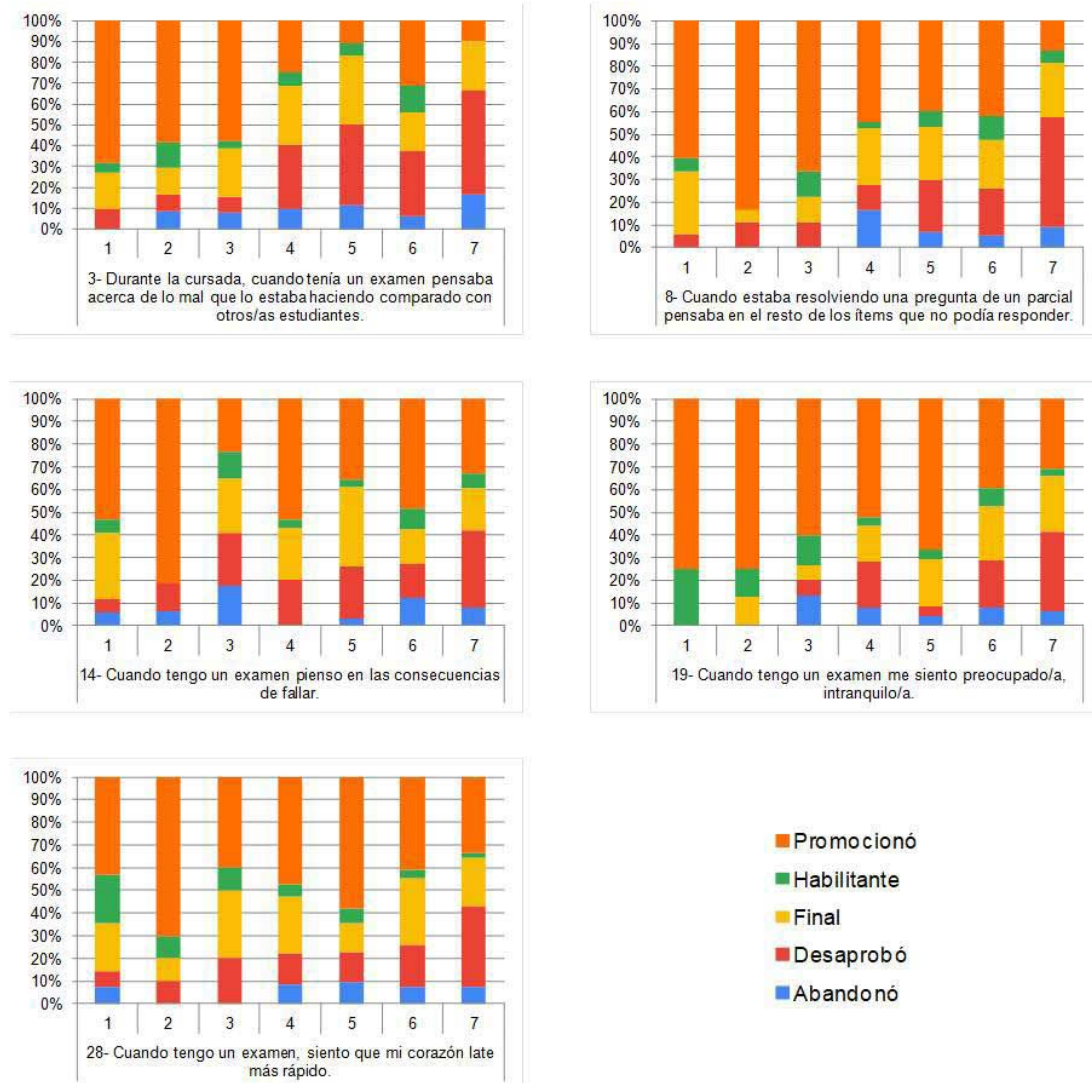 100%
90%
80%
70%
60%
50%
40%
30%
20%
10%
0%
1 2 3 4 5 6 7
3- Durante la cursada, cuando tenía un examen pensaba
acerca de lo mal que lo estaba haciendo comparado con
otros/as estudiantes.
100%
90%
80%
70%
60%
50%
40%
30%
20%
10%
0%
1 2 3 4 5 6 7
8- Cuando estaba resolviendo una pregunta de un parcial
pensaba en el resto de los ítems que no podía responder.
100%
90%
80%
70%
60%
50%
40%
30%
20%
10%
0%
1 2 3 4 5 6 7
14- Cuando tengo un examen pienso en las consecuencias
de fallar.
100%
90%
80%
70%
60%
50%
40%
30%
20%
10%
0%
1 2 3 4 5 6 7
19- Cuando tengo un examen me siento preocupado/a,
intranquilo/a.
100%
90%
80%
70%
60%
50%
40%
30%
20%
10%
0%
1 2 3 4 5 6 7
28- Cuando tengo un examen, siento que mi corazón late
más rápido.
Promocionó
Habilitante
Final
Desaprobó
Abandonó